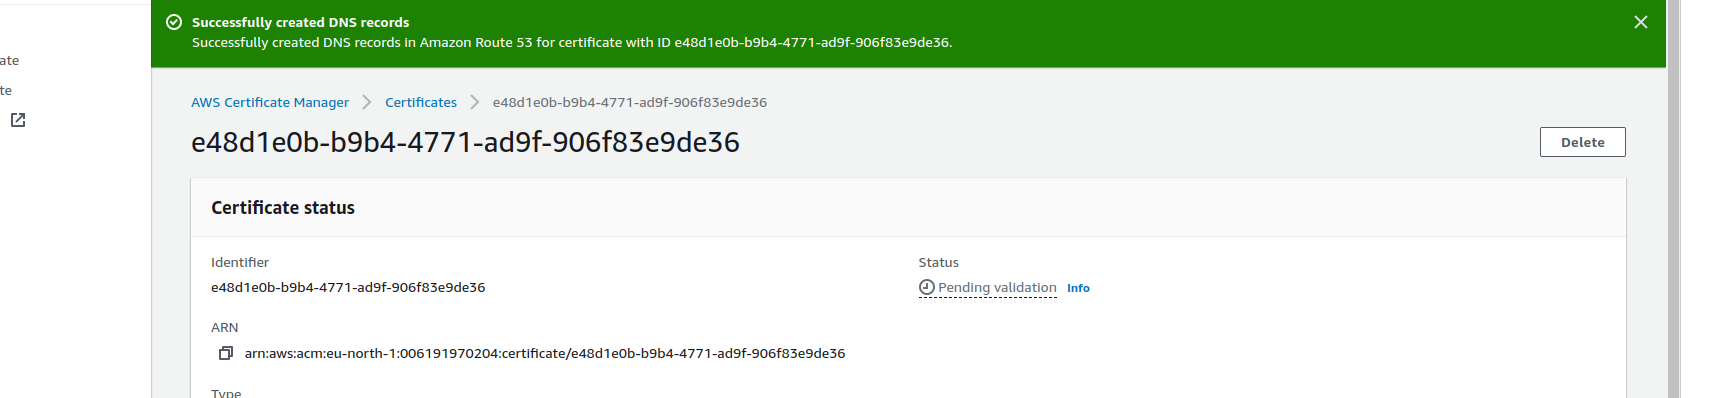 Successfully created DNS records
Successfully created DNS records in Amazon Route 53 for certificate with ID e48d1e0b-b9b4-4771-ad9f-906f83e9de36.
ate
te
AWS Certificate Manager > Certificates > e48d1e0b-b9b4-4771-ad9f-906f83e9de36
e48d1e0b-b9b4-4771-ad9f-906f83e9de36
Delete
Certificate status
Identifier
e48d1e0b-b9b4-4771-ad9f-906f83e9de36
Status
Pending validation Info
ARN
arn:aws:acm:eu-north-1:006191970204:certificate/e48d1e0b-b9b4-4771-ad9f-906f83e9de36
Type